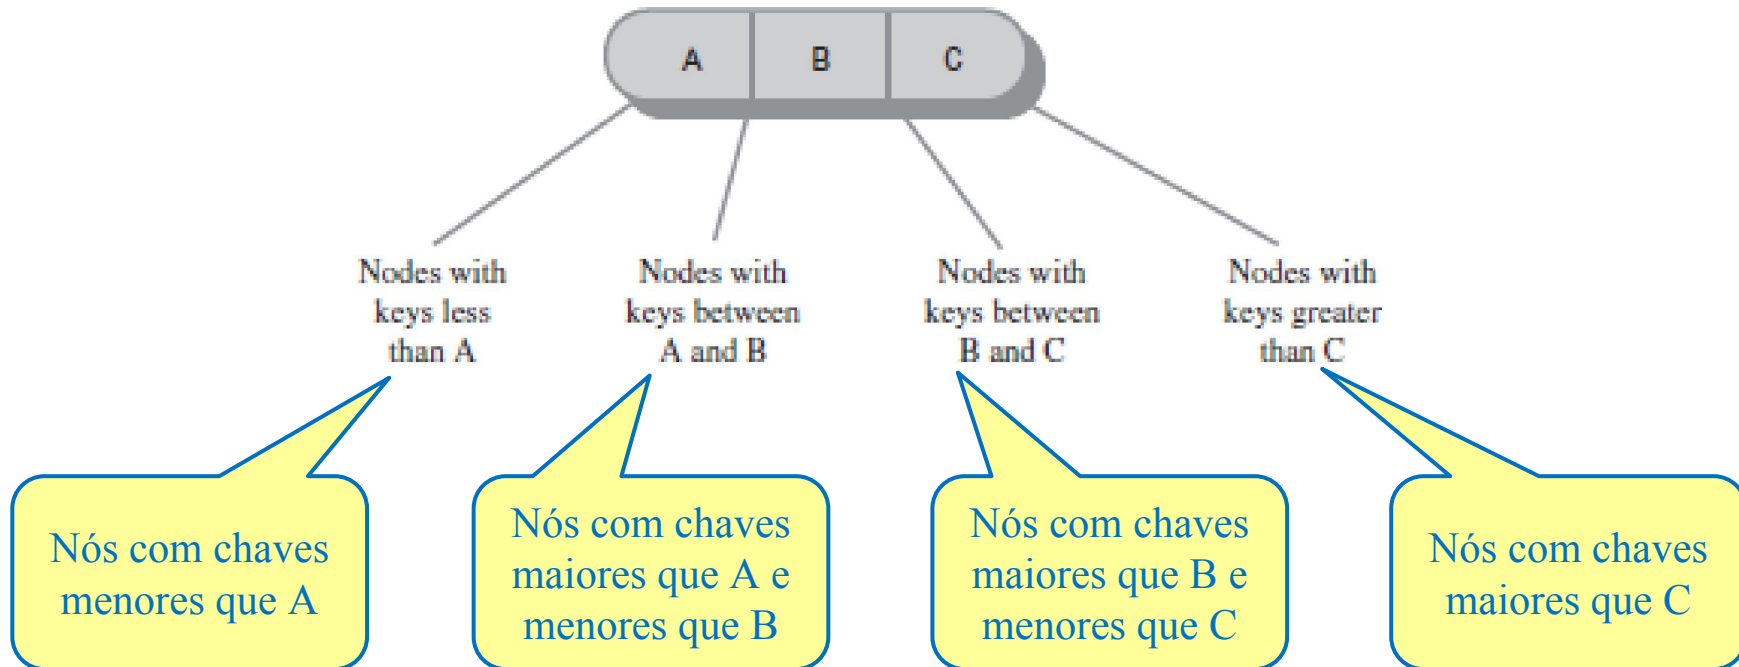 A B C
Nodes with
keys less
than A
Nodes with
keys between
A and B
Nodes with
keys between
B and C
Nodes with
keys greater
than C
Nós com chaves
menores que A
Nós com chaves
maiores que A e
menores que B
Nós com chaves
maiores que B e
menores que C
Nós com chaves
maiores que C